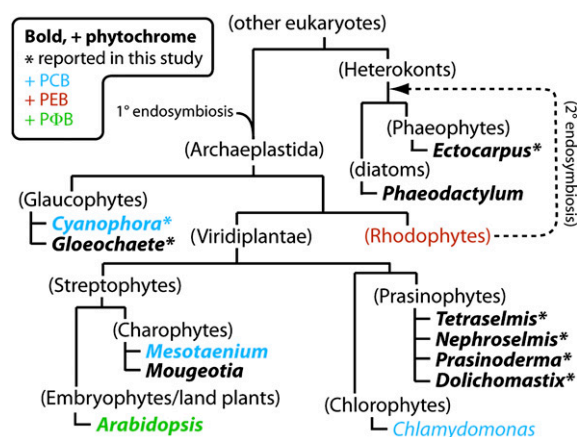 Bold, + phytochrome
* reported in this study
+ PCB
+ PEB
+ PΦB
(other eukaryotes)
(Heterokonts)
1° endosymbiosis
(Phaeophytes)
Ectocarpus*
(2° endosymbiosis)
(Archaeplastida)
(diatoms)
Phaeodactylum
(Glaucophytes)
Cyanophora*
Gloeochaete*
(Viridiplantae)
(Rhodophytes)
(Streptophytes)
(Prasinophytes)
Tetraselmis*
Nephroselmis*
Prasinoderma*
Dolichomastix*
(Charophytes)
Mesotaenium
Mougeotia
(Embryophytes/land plants)
Arabidopsis
(Chlorophytes)
Chlamydomonas